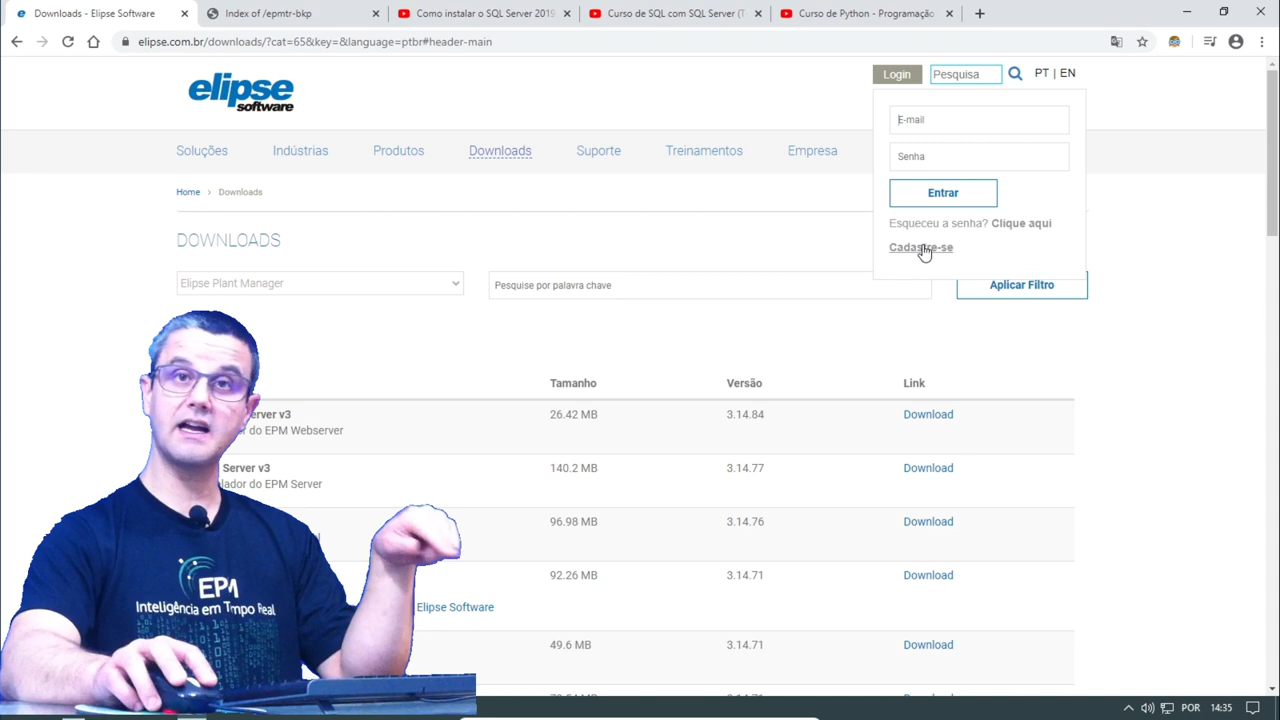 Downloads - Elipse Software
Index of /epmtr-bkp
Como instalar o SQL Server 2019
Curso de SQL com SQL Server (T
Curso de Python - Programação
elipse.com.br/downloads/?cat=65&key=&language=ptbr#header-main
elipse
software
Login
Pesquisa
PT | EN
E-mail
Senha
Entrar
Esqueceu a senha? Clique aqui
Cadastre-se
Soluções
Indústrias
Produtos
Downloads
Suporte
Treinamentos
Empresa
Home > Downloads
DOWNLOADS
Elipse Plant Manager
Pesquise por palavra chave
Aplicar Filtro
Tamanho
Versão
Link
erver v3
or do EPM Webserver
26.42 MB
3.14.84
Download
Server v3
lador do EPM Server
140.2 MB
3.14.77
Download
96.98 MB
3.14.76
Download
92.26 MB
3.14.71
Download
Elipse Software
49.6 MB
3.14.71
Download
EPM
Inteligência em Tempo Real
POR
14:35